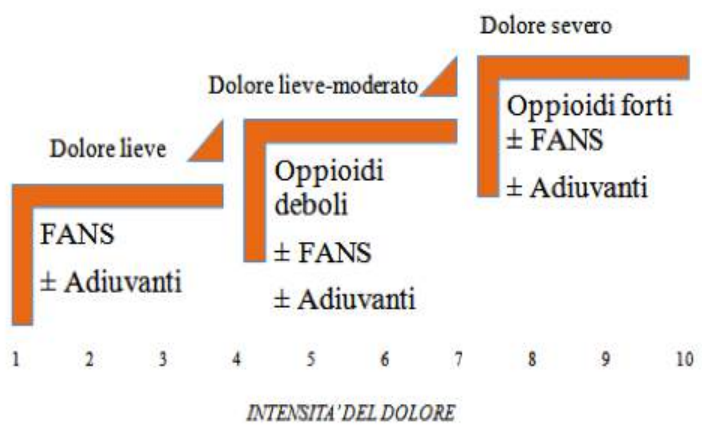 Dolore severo
Dolore lieve-moderato
Dolore lieve
Oppioidi forti
± FANS
± Adiuvanti
Oppioidi
deboli
± FANS
± Adiuvanti
FANS
± Adiuvanti
1 2 3 4 5 6 7 8 9 10
INTENSITA' DEL DOLORE